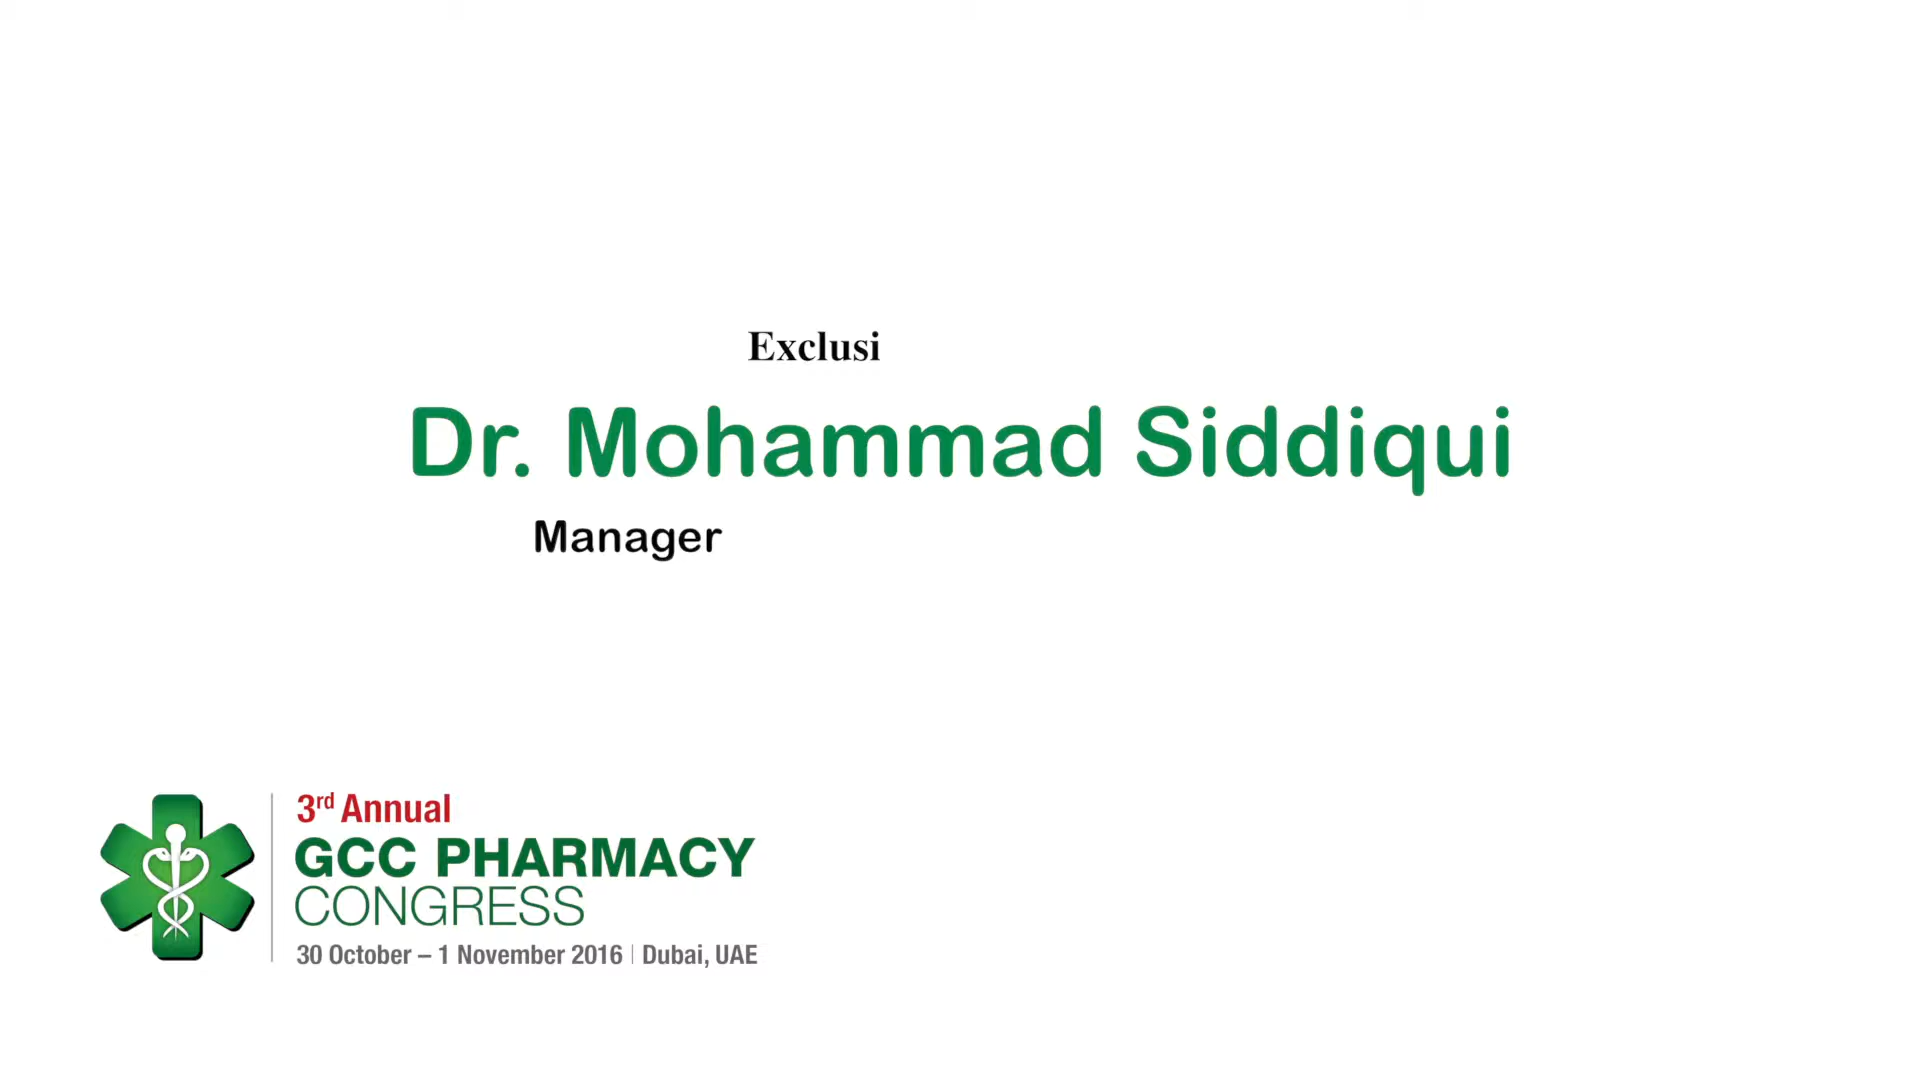 Exclusi
Dr. Mohammad Siddiqui
Manager
3rd Annual
GCC PHARMACY
CONGRESS
30 October – 1 November 2016 | Dubai, UAE